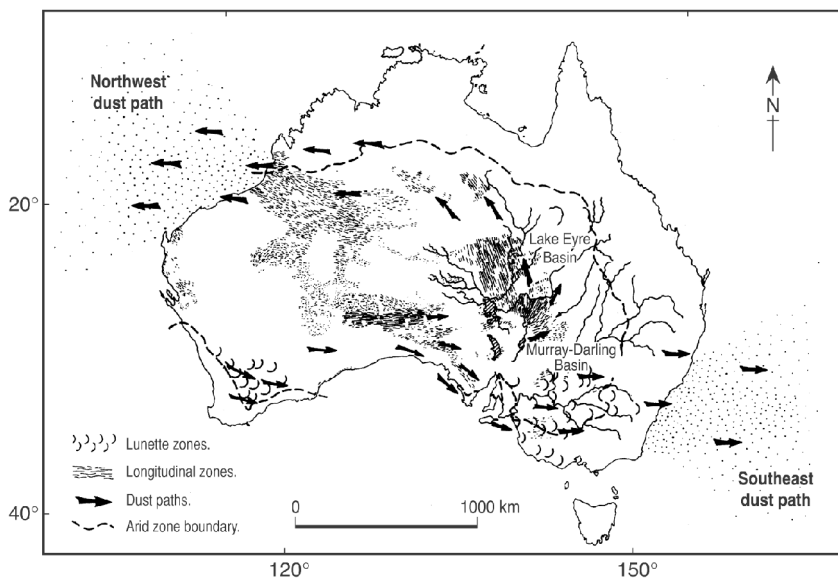 Northwest
dust path
N
20°
Lake Eyre
Basin
Murray-Darling
Basin
Lunette zones.
Longitudinal zones.
Dust paths.
Arid zone boundary.
0 1000 km
Southeast
dust path
40°
120° 150°